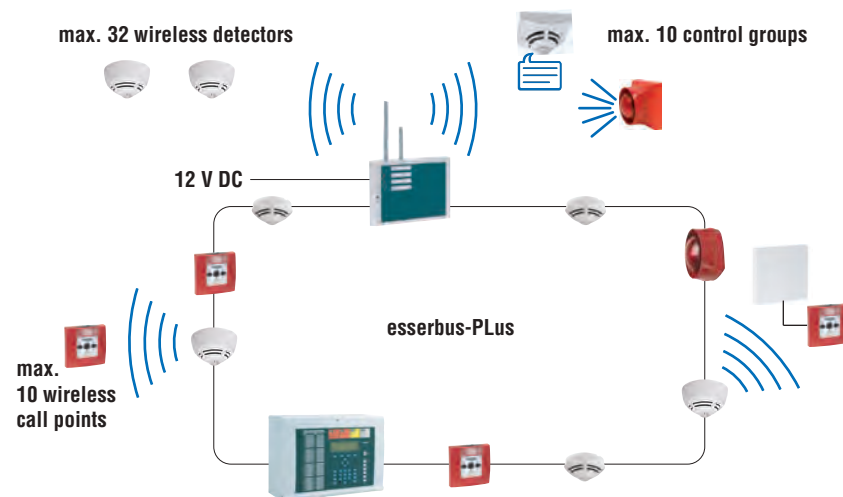 max. 32 wireless detectors
max. 10 control groups
12 V DC
esserbus-PLus
max.
10 wireless
call points